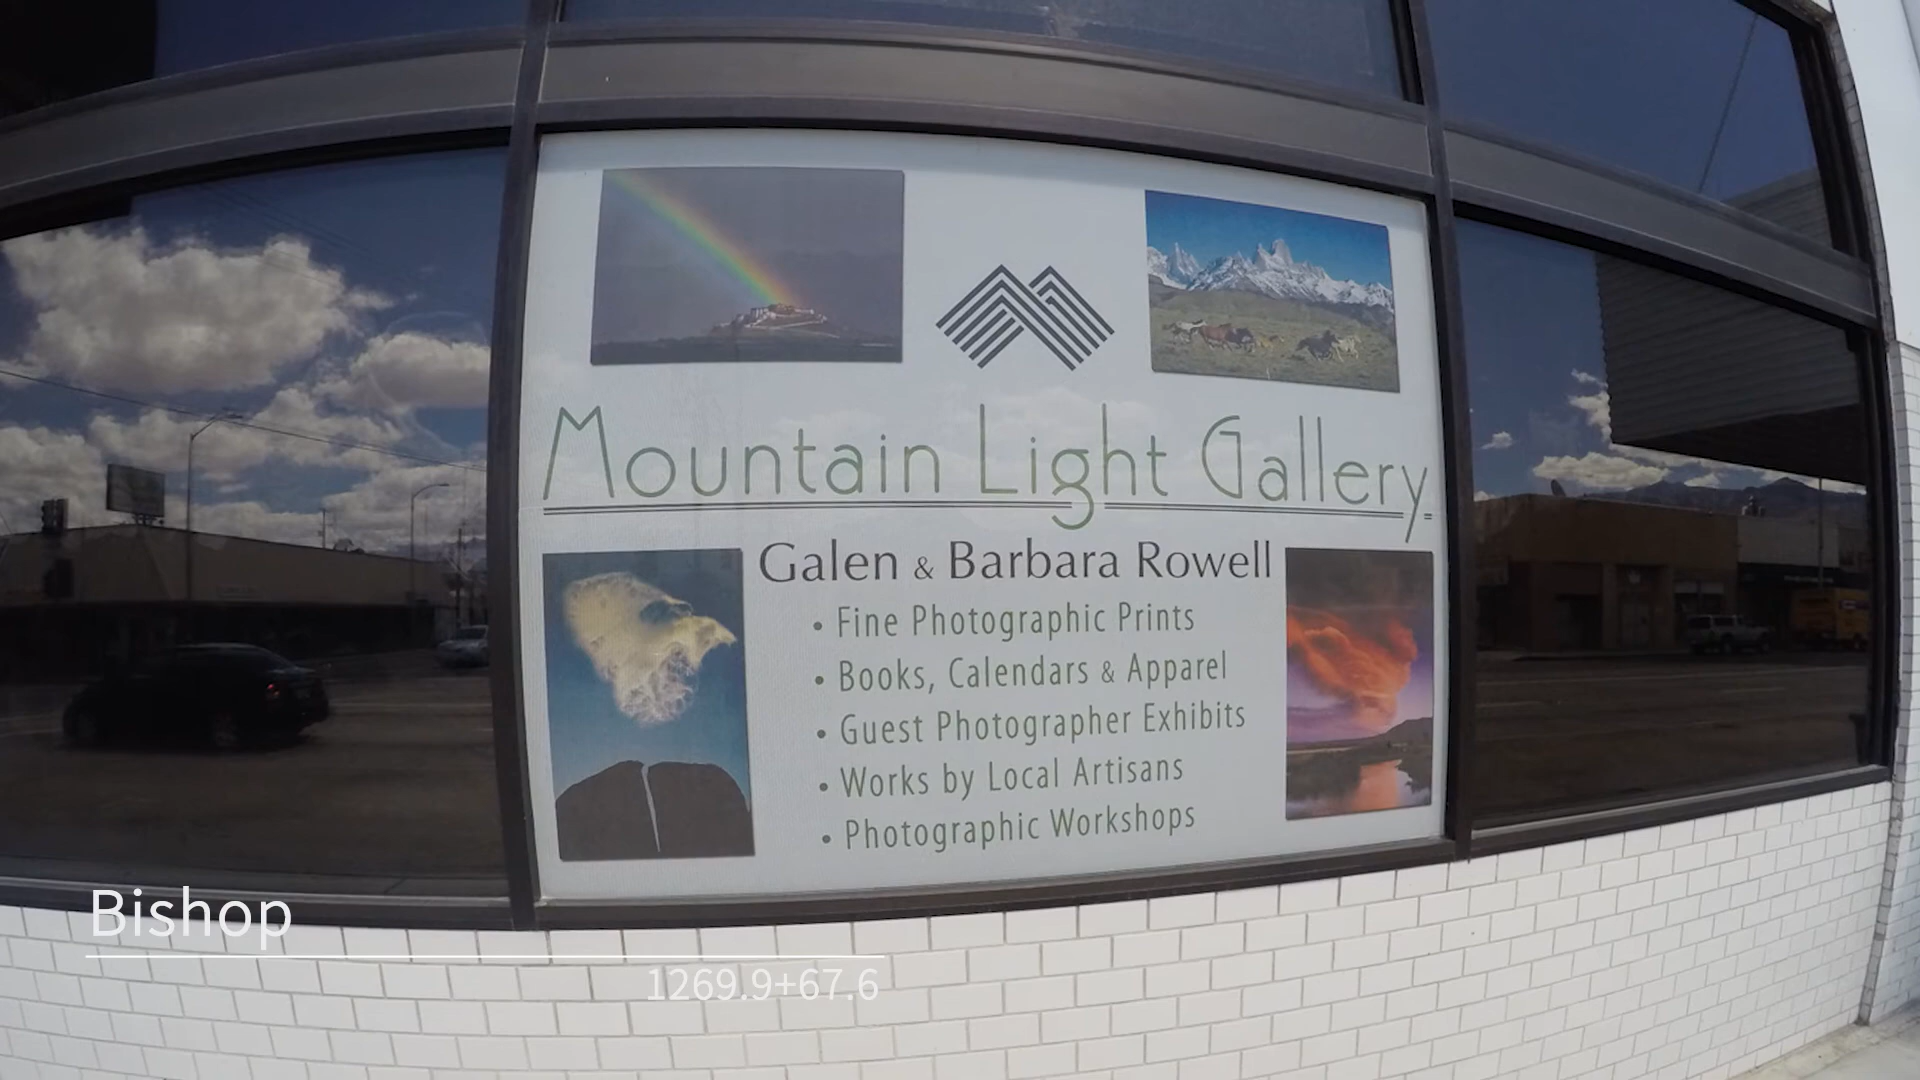 Mountain Light Gallery
Galen & Barbara Rowell
• Fine Photographic Prints
• Books, Calendars & Apparel
• Guest Photographer Exhibits
• Works by Local Artisans
• Photographic Workshops
Bishop
1269.9+67.6